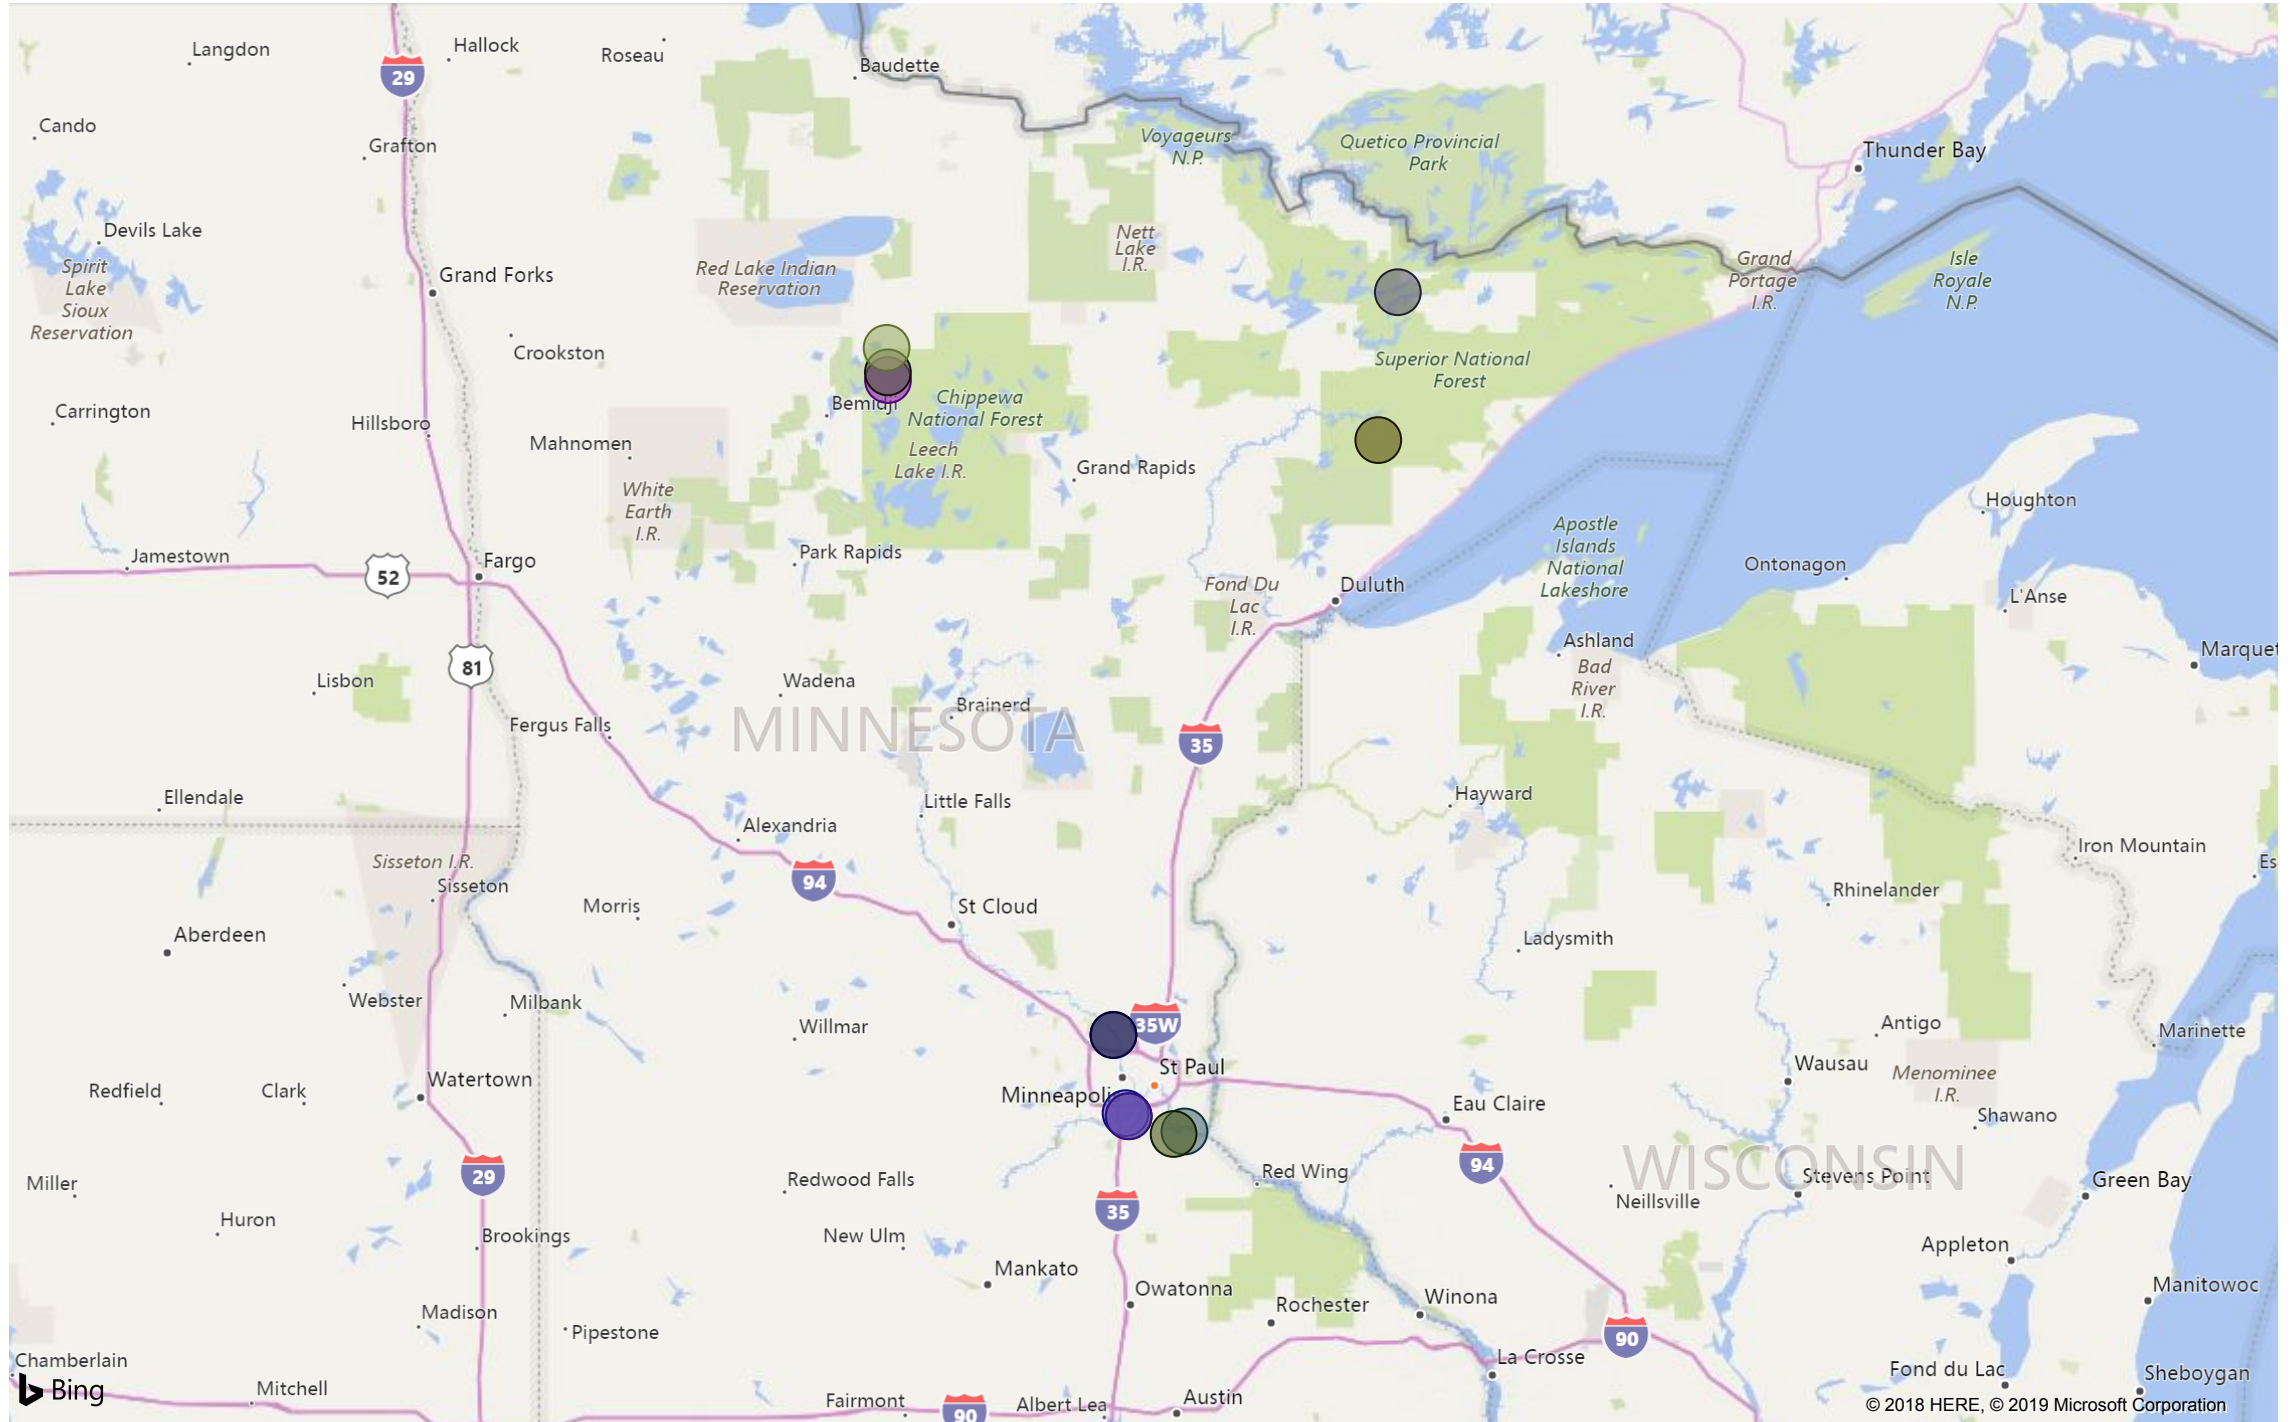 Langdon
Hallock
Roseau
Baudette
29
Cando
Grafton
Voyageurs
N.P.
Quetico Provincial
Park
Thunder Bay
Devils Lake
Spirit
Lake
Sioux
Reservation
Grand Forks
Red Lake Indian
Reservation
Nett
Lake
I.R.
Grand
Portage
I.R.
Isle
Royale
N.P.
Crookston
Superior National
Forest
Carrington
Hillsboro
Mahnomen
Bemidji
Chippewa
National Forest
Leech
Lake I.R.
Grand Rapids
White
Earth
I.R.
Houghton
Apostle
Islands
National
Lakeshore
Jamestown
52
Fargo
Park Rapids
Fond Du
Lac
I.R.
Duluth
Ontonagon
L'Anse
Ashland
Bad
River
I.R.
Marquet
81
Lisbon
Wadena
Brainerd
Fergus Falls
MINNESOTA
35
Ellendale
Little Falls
Hayward
Alexandria
Iron Mountain
Sisseton I.R.
Sisseton
94
Es
Rhinelander
Morris
St Cloud
Aberdeen
Ladysmith
Webster
Milbank
Willmar
35W
Antigo
Marinette
St Paul
Wausau
Menominee
I.R.
Redfield
Clark
Watertown
Minneapoli
Eau Claire
Shawano
Miller
29
Redwood Falls
Red Wing
94
WISCONSIN
Stevens Point
Green Bay
Neillsville
Huron
35
Brookings
New Ulm
Appleton
Mankato
Owatonna
Rochester
Winona
Manitowoc
Madison
Pipestone
90
Chamberlain
La Crosse
Fond du Lac
Sheboygan
Bing
Mitchell
Fairmont
90
Albert Lea
Austin
© 2018 HERE, © 2019 Microsoft Corporation